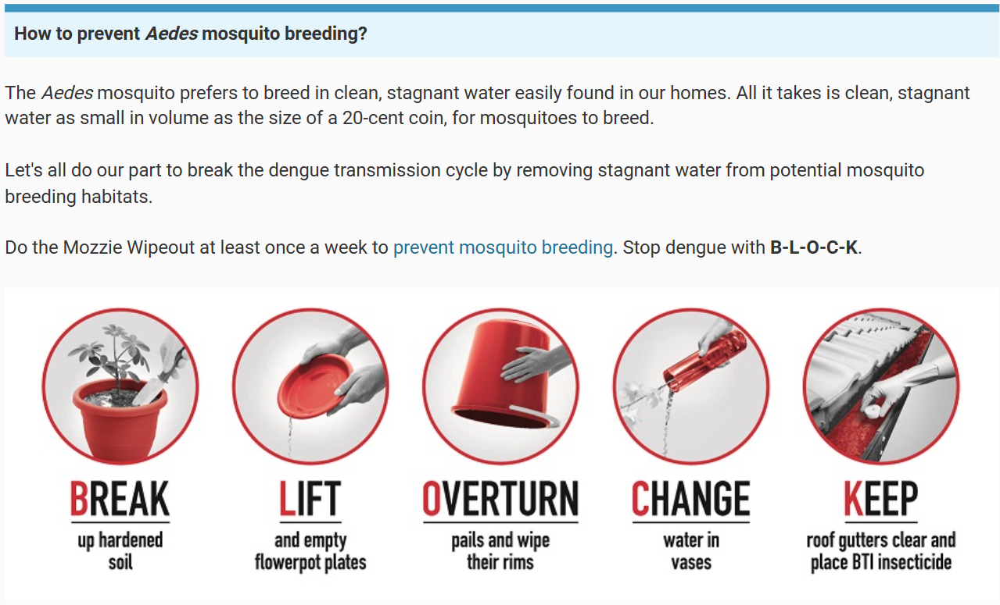 How to prevent Aedes mosquito breeding?
The Aedes mosquito prefers to breed in clean, stagnant water easily found in our homes. All it takes is clean, stagnant
water as small in volume as the size of a 20-cent coin, for mosquitoes to breed.
Let's all do our part to break the dengue transmission cycle by removing stagnant water from potential mosquito
breeding habitats.
Do the Mozzie Wipeout at least once a week to prevent mosquito breeding. Stop dengue with B-L-O-C-K.
BREAK
up hardened
soil
LIFT
and empty
flowerpot plates
OVERTURN
pails and wipe
their rims
CHANGE
water in
vases
KEEP
roof gutters clear and
place BTI insecticide